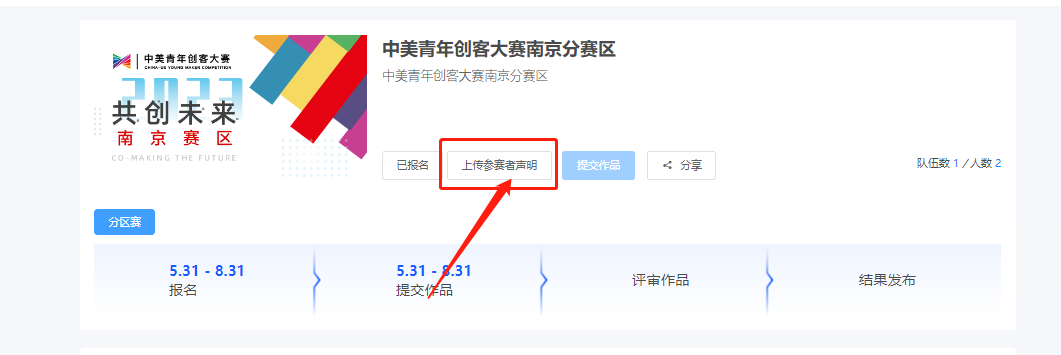 中美青年创客大赛
CHINA-US YOUNG MAKER COMPETITION
2023
共创未来
南京赛区
CO-MAKING THE FUTURE
中美青年创客大赛南京分赛区
中美青年创客大赛南京分赛区
已报名
上传参赛者声明
提交作品
分享
队伍数 1 / 人数 2
分区赛
5.31 - 8.31
报名
5.31 - 8.31
提交作品
评审作品
结果发布